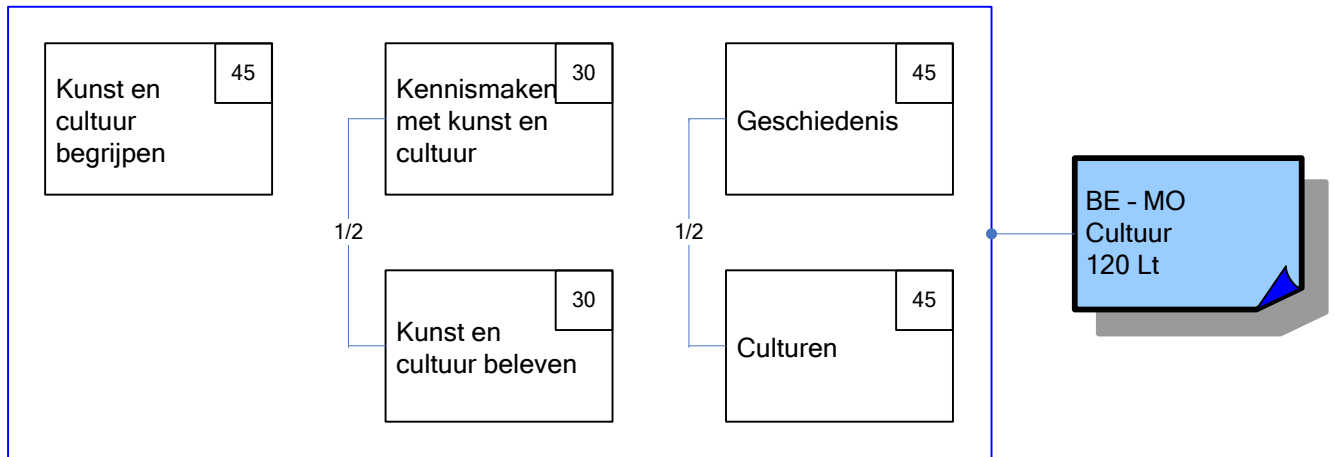 45
Kunst en
cultuur
begrijpen
30
Kennismaken
met kunst en
cultuur
45
Geschiedenis
1/2
1/2
30
Kunst en
cultuur beleven
45
Culturen
BE - MO
Cultuur
120 Lt